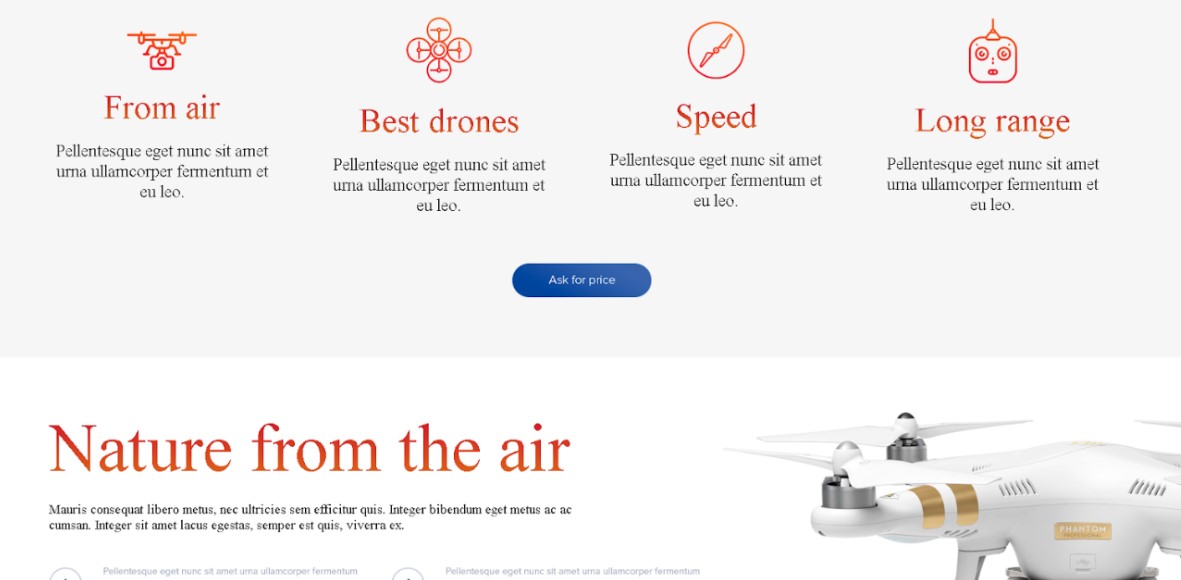 From air
Best drones
Speed
Long range
Pellentesque eget nunc sit amet
urna ullamcorper fermentum et
eu leo.
Pellentesque eget nunc sit amet
urna ullamcorper fermentum et
eu leo.
Pellentesque eget nunc sit amet
urna ullamcorper fermentum et
eu leo.
Pellentesque eget nunc sit amet
urna ullamcorper fermentum et
eu leo.
Ask for price
Nature from the air
Mauris consequat libero metus, nec ultricies sem efficitur quis. Integer bibendum eget metus ac ac
cumsan. Integer sit amet lacus egestas, semper est quis, viverra ex.
PHANTOM
PROFESSIONAL
Pellentesque eget nunc sit amet urna ullamcorper fermentum
Pellentesque eget nunc sit amet urna ullamcorper fermentum